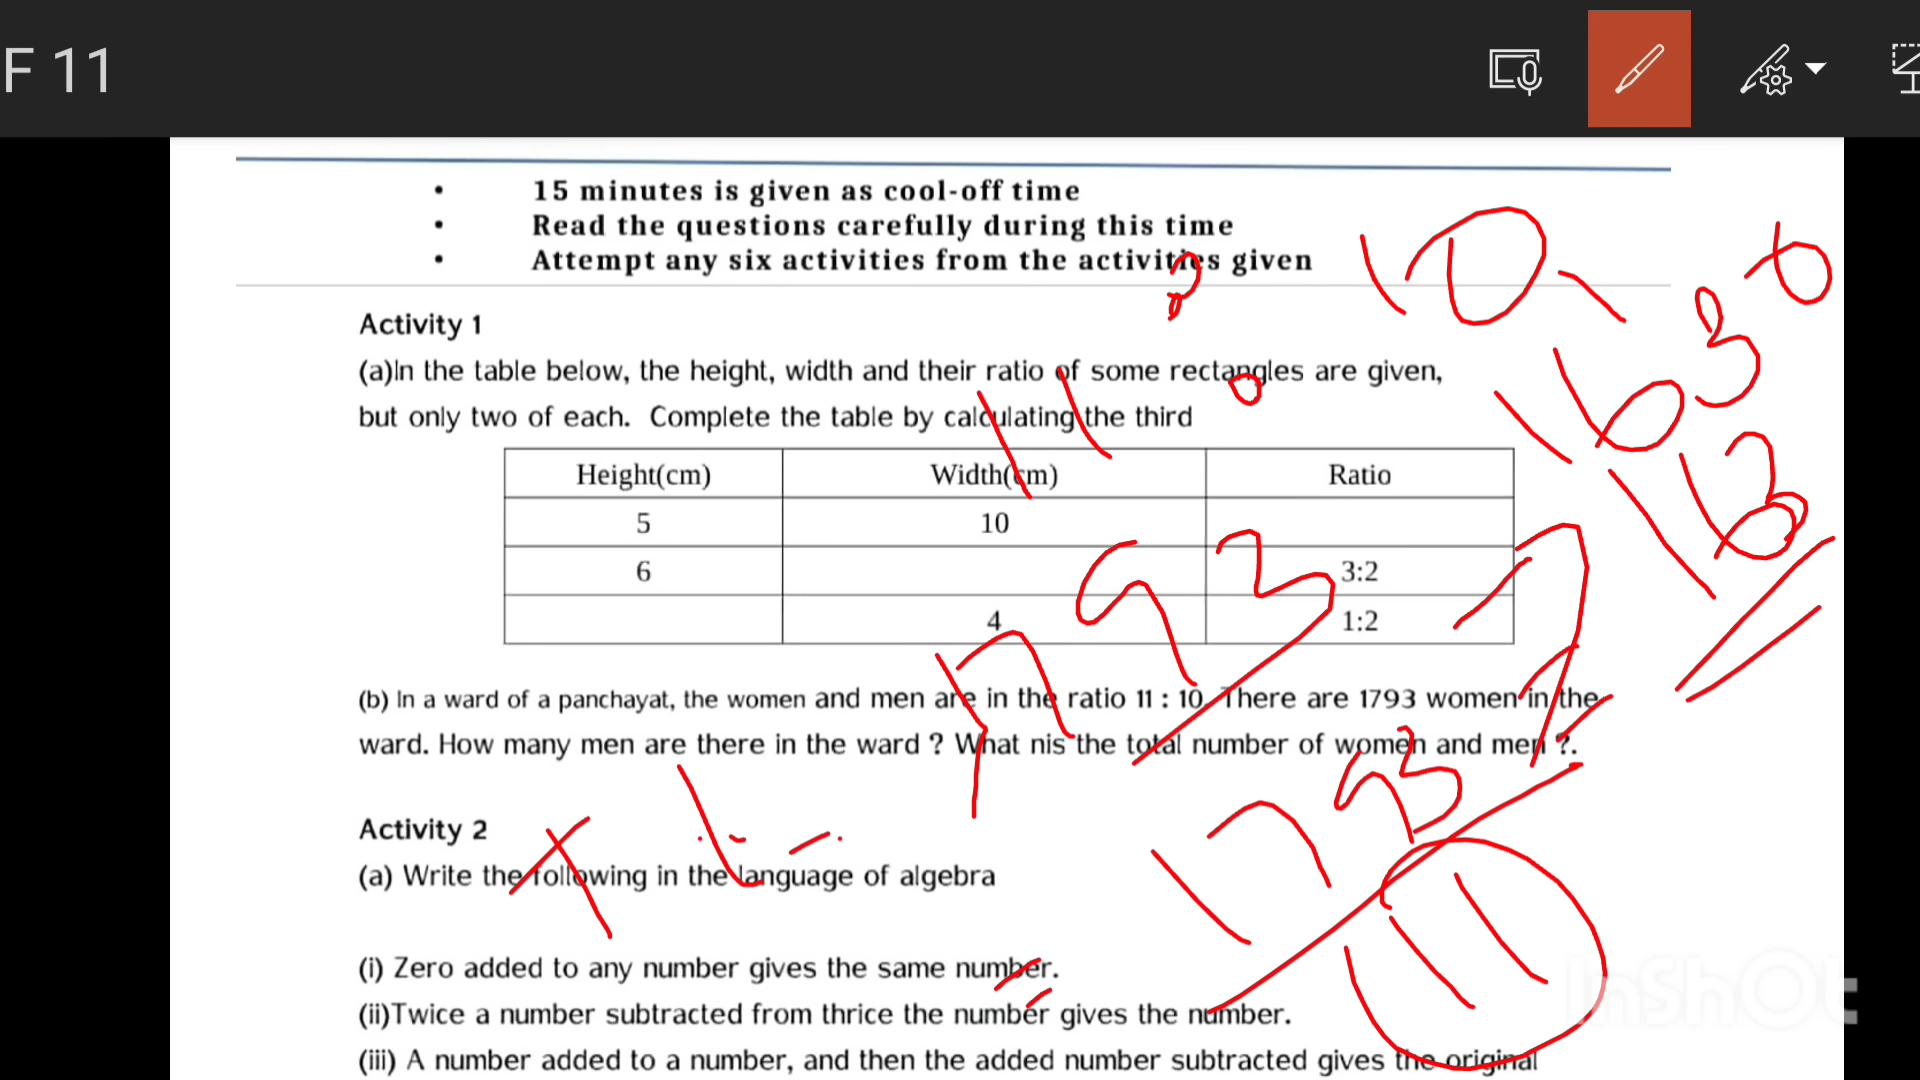 F 11
• 15 minutes is given as cool-off time
• Read the questions carefully during this time
• Attempt any six activities from the activities given
Activity 1
(a)In the table below, the height, width and their ratio of some rectangles are given,
but only two of each. Complete the table by calculating the third
Height(cm) Width(cm) Ratio
5 10
6 3:2
4 1:2
(b) In a ward of a panchayat, the women and men are in the ratio 11 : 10. There are 1793 women in the
ward. How many men are there in the ward ? What nis the total number of women and men ?.
Activity 2
(a) Write the following in the language of algebra
(i) Zero added to any number gives the same number.
(ii)Twice a number subtracted from thrice the number gives the number.
(iii) A number added to a number, and then the added number subtracted gives the original
1793
1793
11
1630
163
InShOt